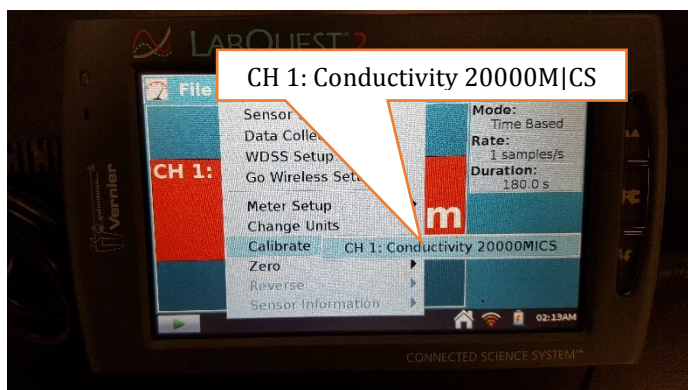 LABQUEST 2
CH 1: Conductivity 20000M|CS
File
Sensor
Data Colle
WDSS Setup
Go Wireless Setu
Meter Setup
Change Units
Calibrate
CH 1: Conductivity 20000MICS
Zero
Reverse
Sensor Information
Mode:
Time Based
Rate:
1 samples/s
Duration:
180.0 s
CH 1:
m
Vernier
02:13AM
CONNECTED SCIENCE SYSTEM™